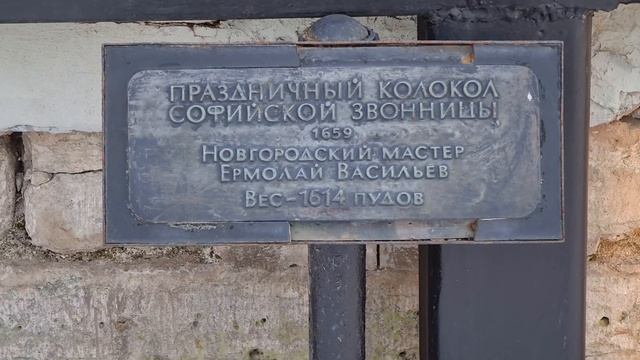 ПРАЗДНИЧНЫЙ КОЛОКОЛ
СОФИЙСКОЙ ЗВОННИЦЫ
1659
НОВГОРОДСКИЙ МАСТЕР
ЕРМОЛАЙ ВАСИЛЬЕВ
ВЕС-1614 ПУДОВ